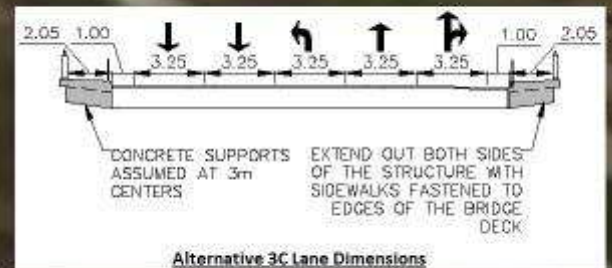 2.05 1.00 1.00 2.05
3.25 3.25 3.25 3.25 3.25
CONCRETE SUPPORTS
ASSUMED AT 3m
CENTERS
EXTEND OUT BOTH SIDES
OF THE STRUCTURE WITH
SIDEWALKS FASTENED TO
EDGES OF THE BRIDGE
DECK
Alternative 3C Lane Dimensions